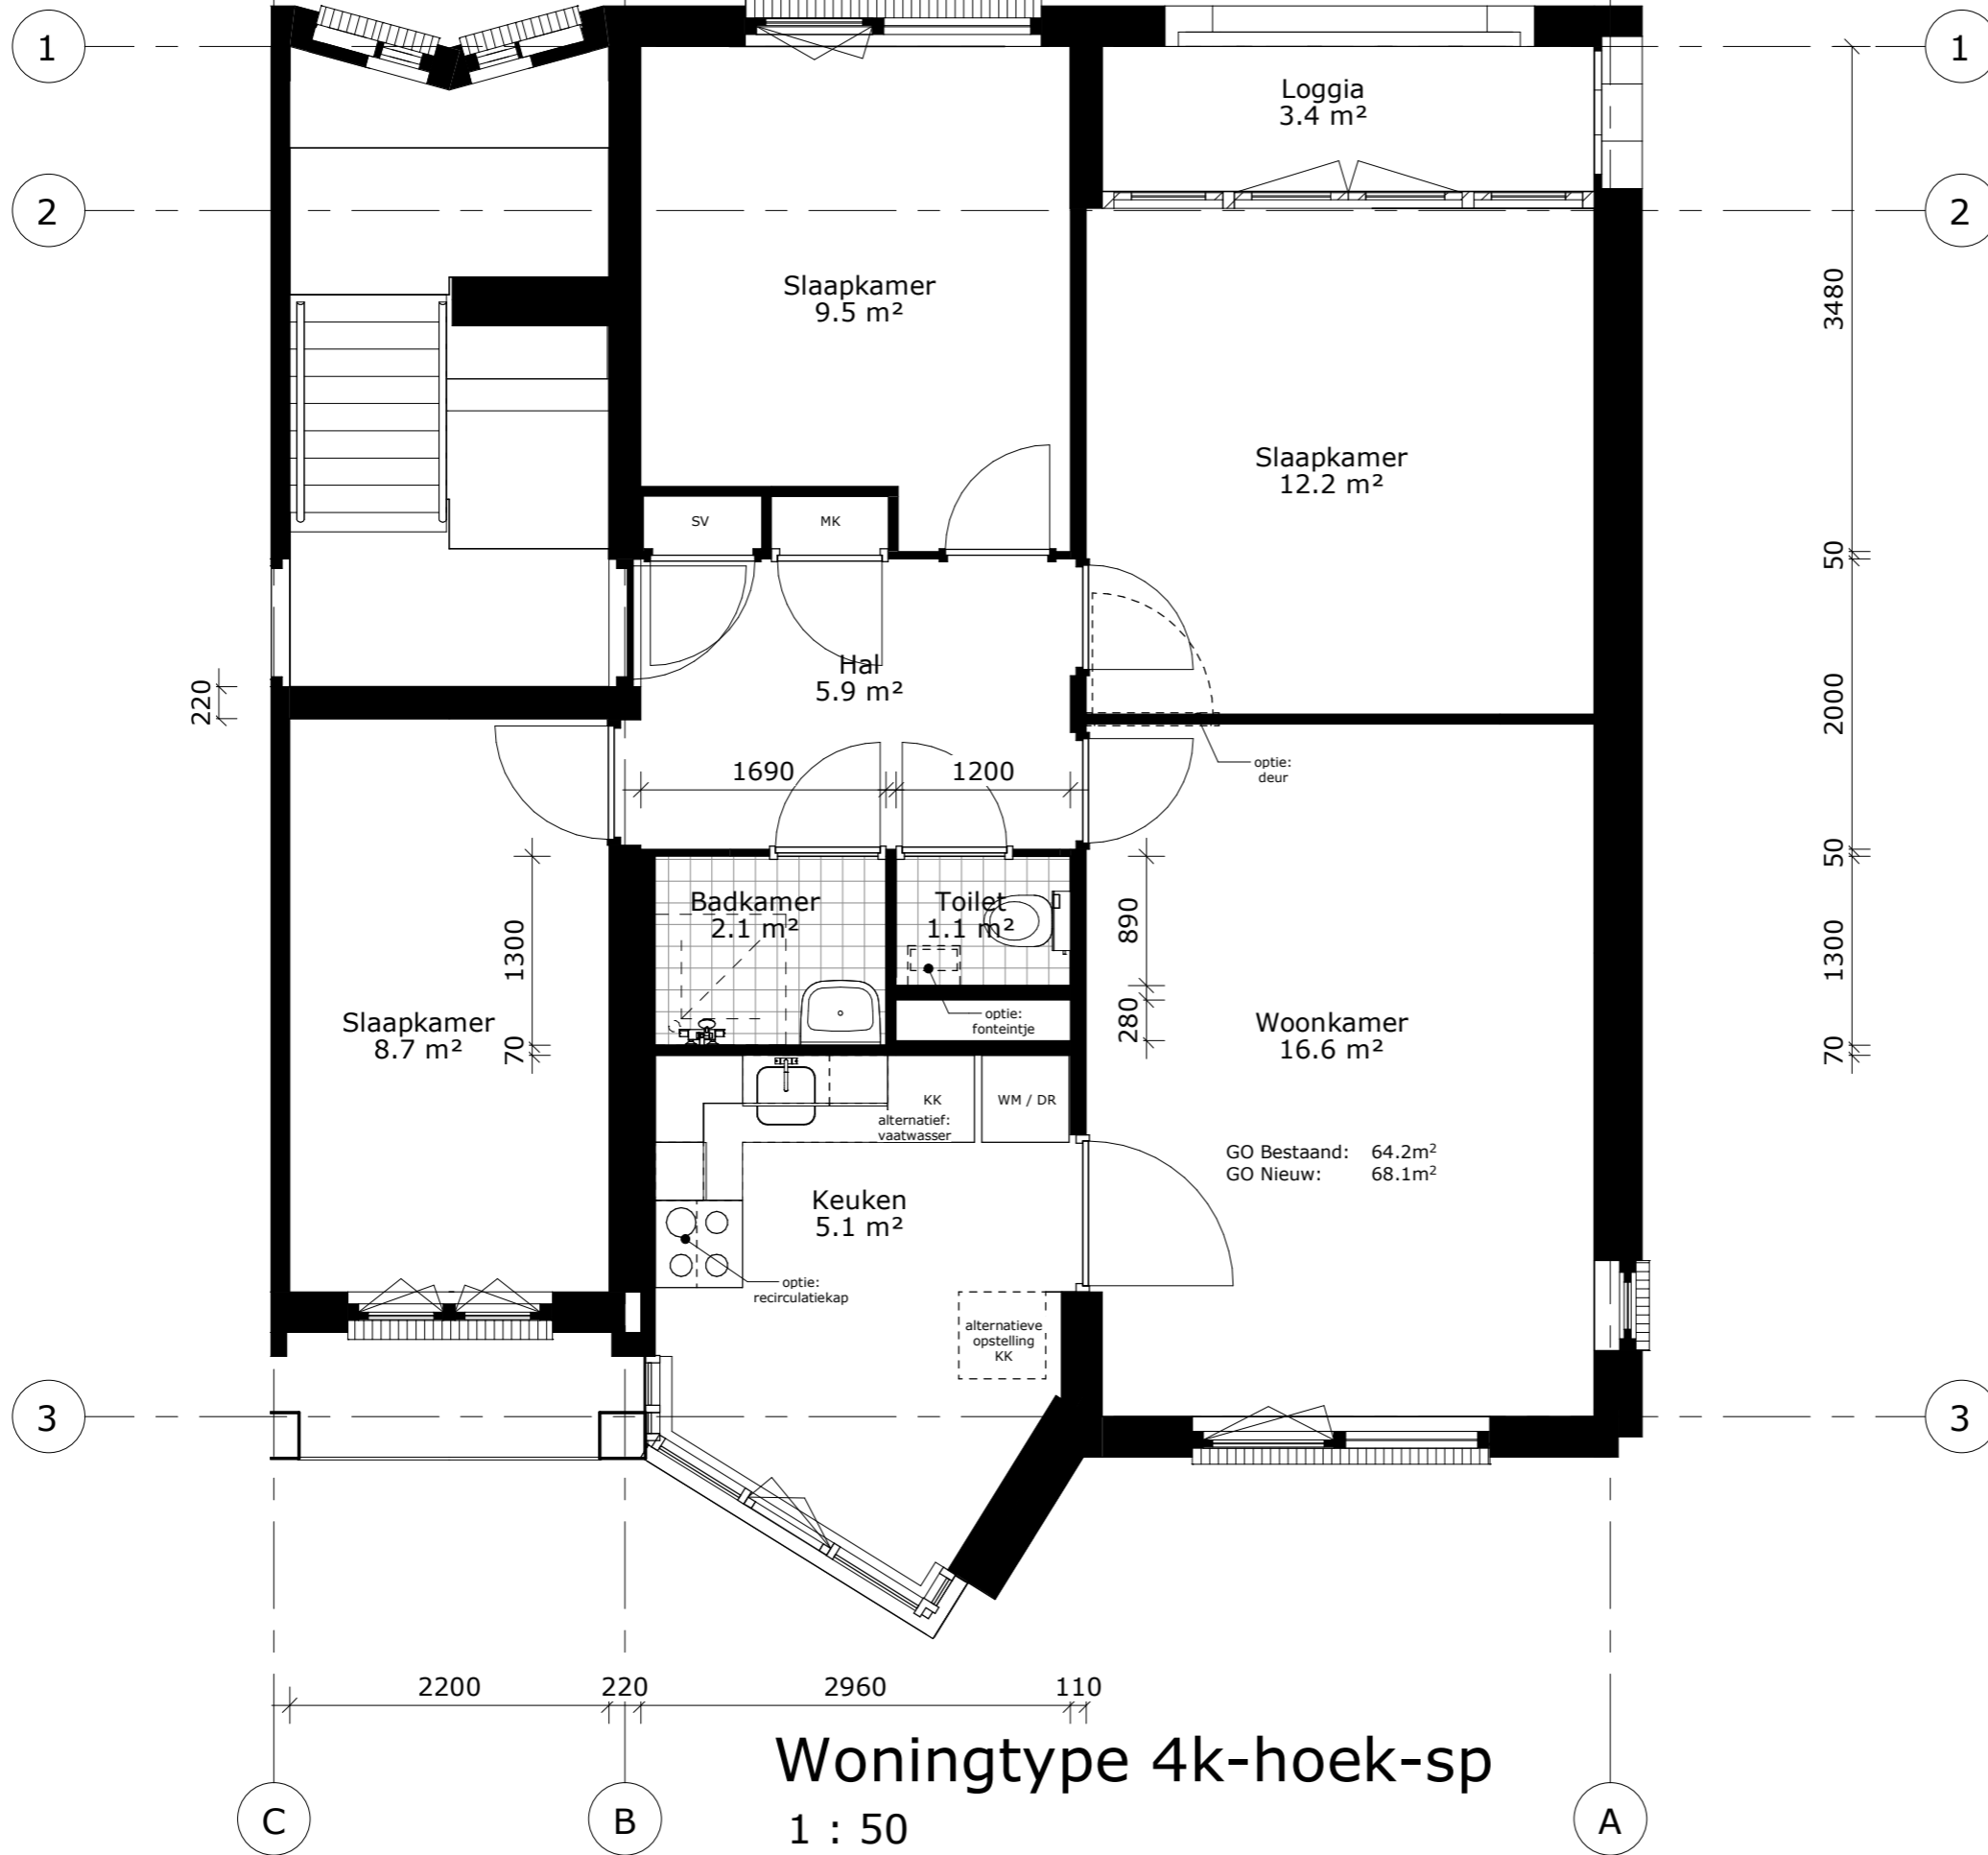 1
1
Loggia
3.4 m²
2
2
Slaapkamer
9.5 m²
3480
Slaapkamer
12.2 m²
SV
MK
50
Hal
5.9 m²
220
2000
1690
1200
optie:
deur
50
Badkamer
2.1 m²
Toilet
1.1 m²
890
1300
1300
Slaapkamer
8.7 m²
optie:
fonteintje
280
Woonkamer
16.6 m²
70
70
KK
alternatief:
vaatwasser
WM / DR
GO Bestaand: 64.2m²
GO Nieuw: 68.1m²
Keuken
5.1 m²
optie:
recirculatiekap
alternatieve
opstelling
KK
3
3
2200
220
2960
110
Woningtype 4k-hoek-sp
1 : 50
C
B
A